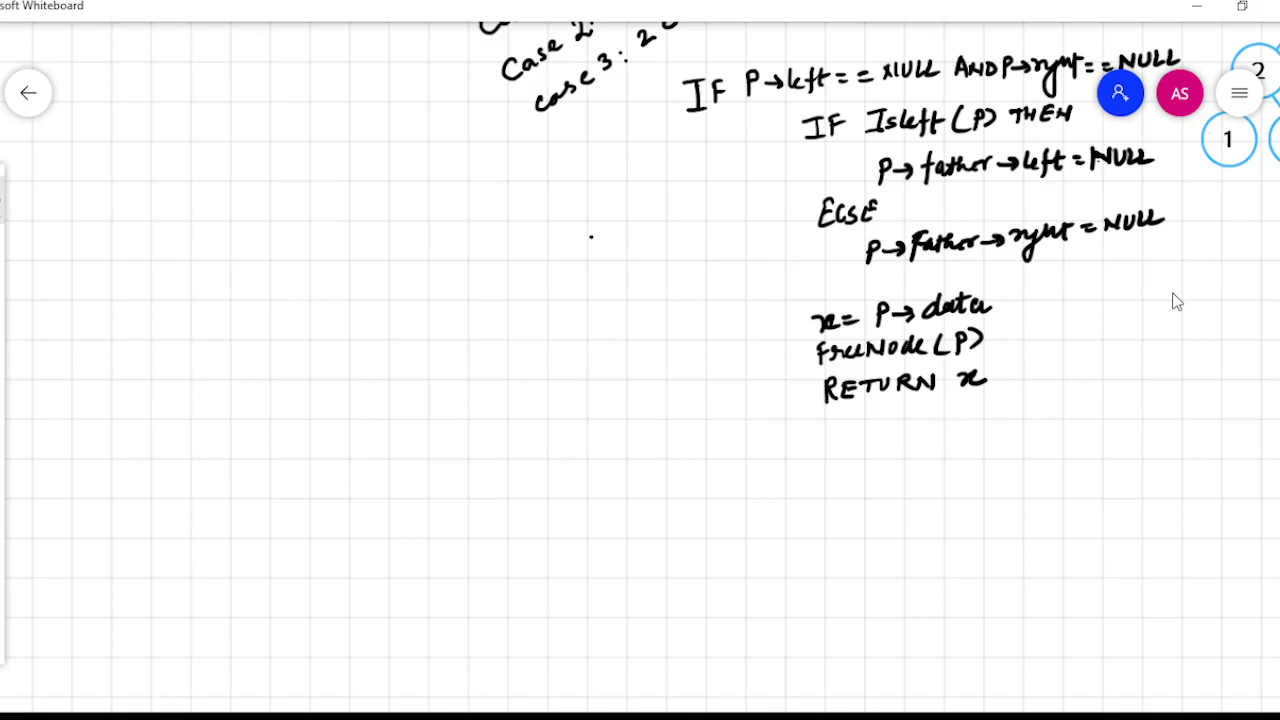 soft Whiteboard
Case 2:
case 3: 2
IF P→left == NULL AND P→right == NULL
IF Isleft(P) THEN
P→father→left = NULL
ELSE
P→Father→right = NULL
x = P→data
FreeNode(P)
RETURN x
AS
2
1